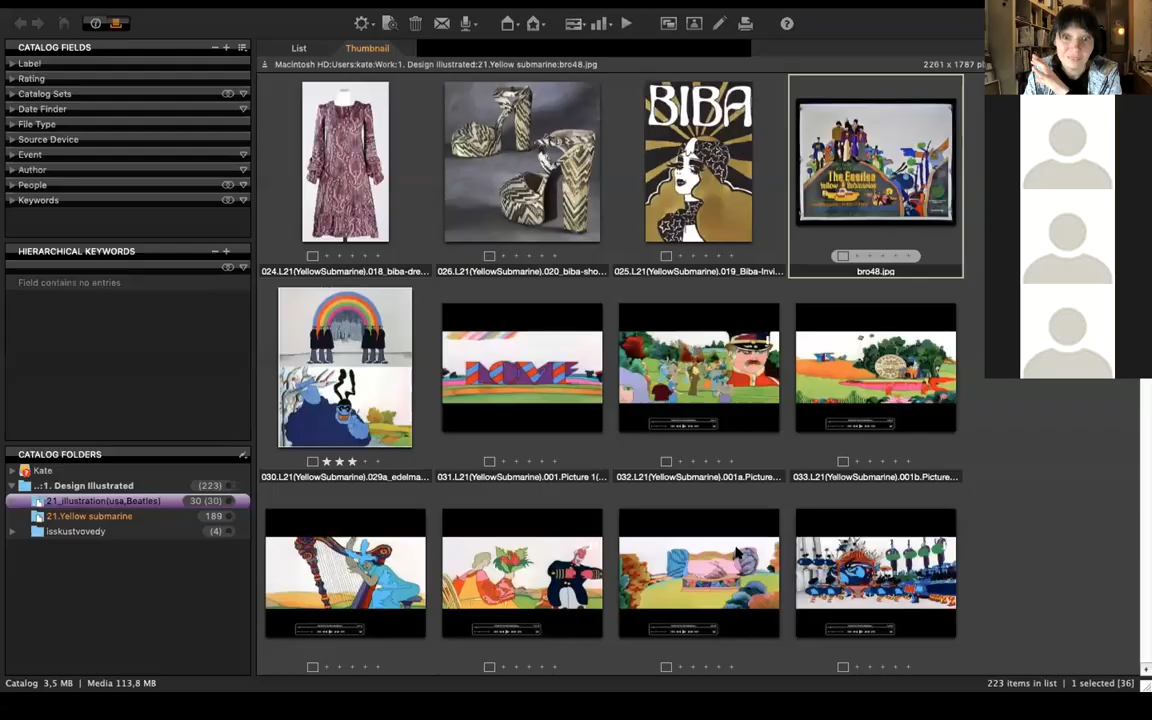 CATALOG FIELDS
Label
Rating
Catalog Sets
Date Finder
File Type
Source Device
Event
Author
People
Keywords
HIERARCHICAL KEYWORDS
Field contains no entries
CATALOG FOLDERS
Kate
..:1. Design Illustrated (223)
21_illustration(usa,Beatles) 30 (30)
21.Yellow submarine 189
isskustvovedy (4)
Catalog 3,5 MB | Media 113,8 MB
List Thumbnail
Macintosh HD:Users:kate:Work:1. Design Illustrated:21.Yellow submarine:bro48.jpg
2261 x 1787
BIBA
The Beatles
Yellow Submarine
024.L21(YellowSubmarine).018_biba-dre...
026.L21(YellowSubmarine).020_biba-sho...
025.L21(YellowSubmarine).019_Biba-Invi...
bro48.jpg
030.L21(YellowSubmarine).029a_edelma...
031.L21(YellowSubmarine).001.Picture 1(...
032.L21(YellowSubmarine).001a.Picture...
033.L21(YellowSubmarine).001b.Picture...
223 items in list | 1 selected [36]